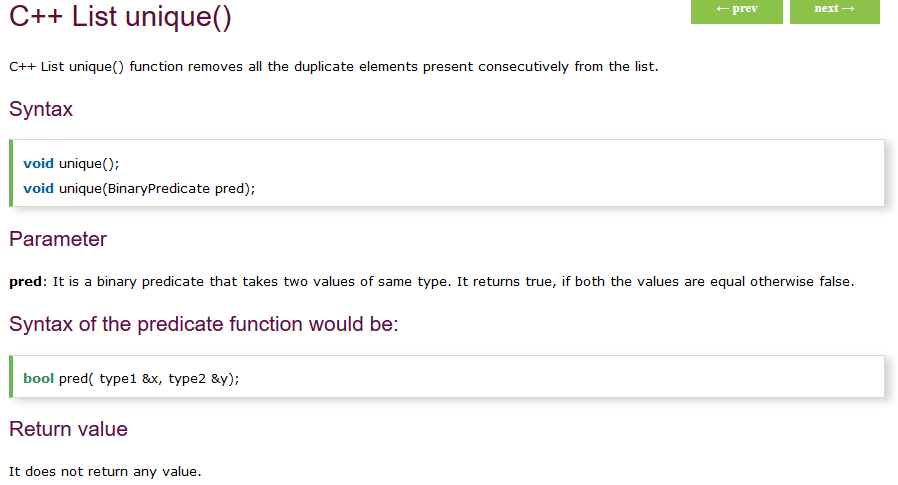 C++ List unique()
← prev
next →
C++ List unique() function removes all the duplicate elements present consecutively from the list.
Syntax
void unique();
void unique(BinaryPredicate pred);
Parameter
pred: It is a binary predicate that takes two values of same type. It returns true, if both the values are equal otherwise false.
Syntax of the predicate function would be:
bool pred( type1 &x, type2 &y);
Return value
It does not return any value.